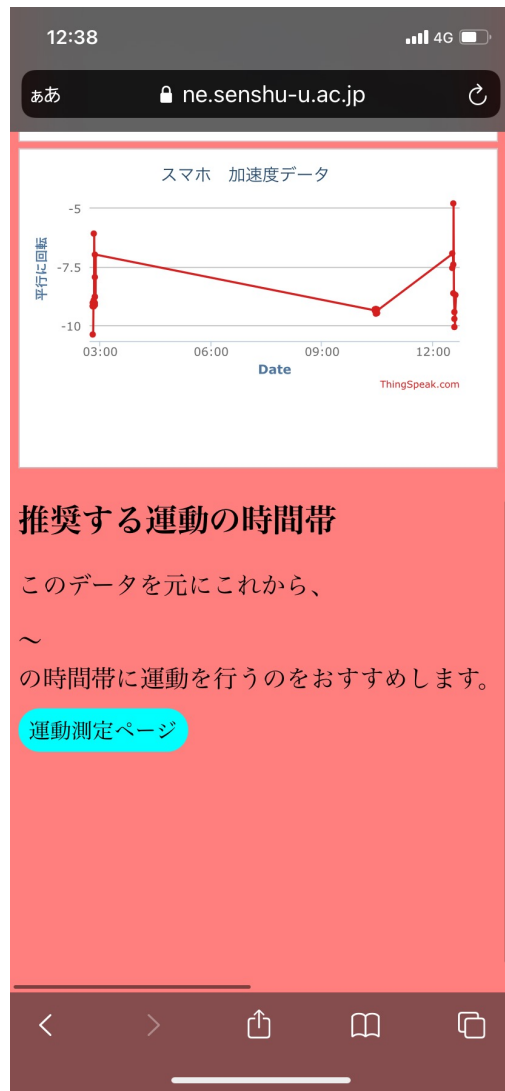 12:38
4G
ぁあ
ne.senshu-u.ac.jp
スマホ 加速度データ
平行に回転
-5
-7.5
-10
03:00 06:00 09:00 12:00
Date
ThingSpeak.com
推奨する運動の時間帯
このデータを元にこれから、
～
の時間帯に運動を行うのをおすすめします。
運動測定ページ